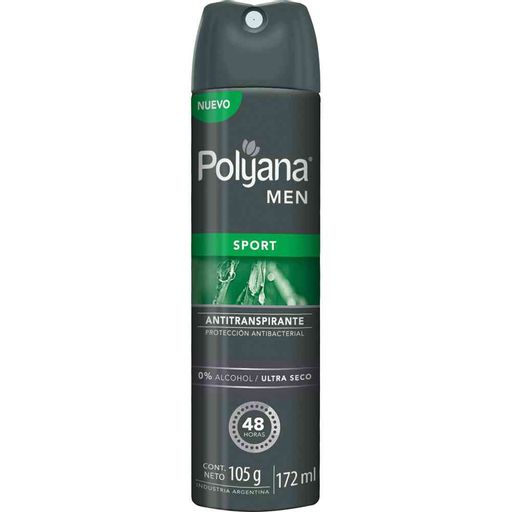 NUEVO
Polyana®
MEN
SPORT
ANTITRANSPIRANTE
PROTECCIÓN ANTIBACTERIAL
0% ALCOHOL / ULTRA SECO
48
HORAS
CONT. NETO 105 g 172 ml
INDUSTRIA ARGENTINA